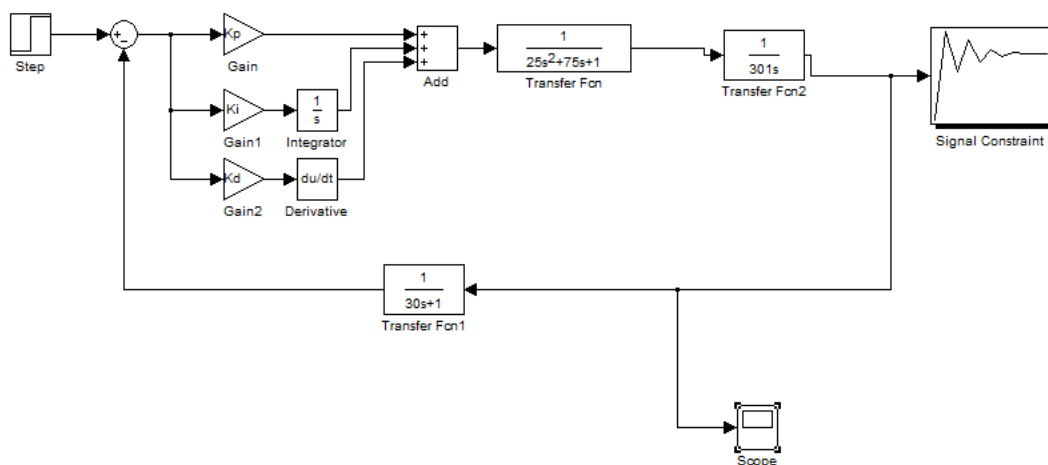 Step
Kp
Gain
Ki
Gain1
1
s
Integrator
Kd
Gain2
du/dt
Derivative
Add
1
25s²+75s+1
Transfer Fcn
1
301s
Transfer Fcn2
Signal Constraint
1
30s+1
Transfer Fcn1
Scope